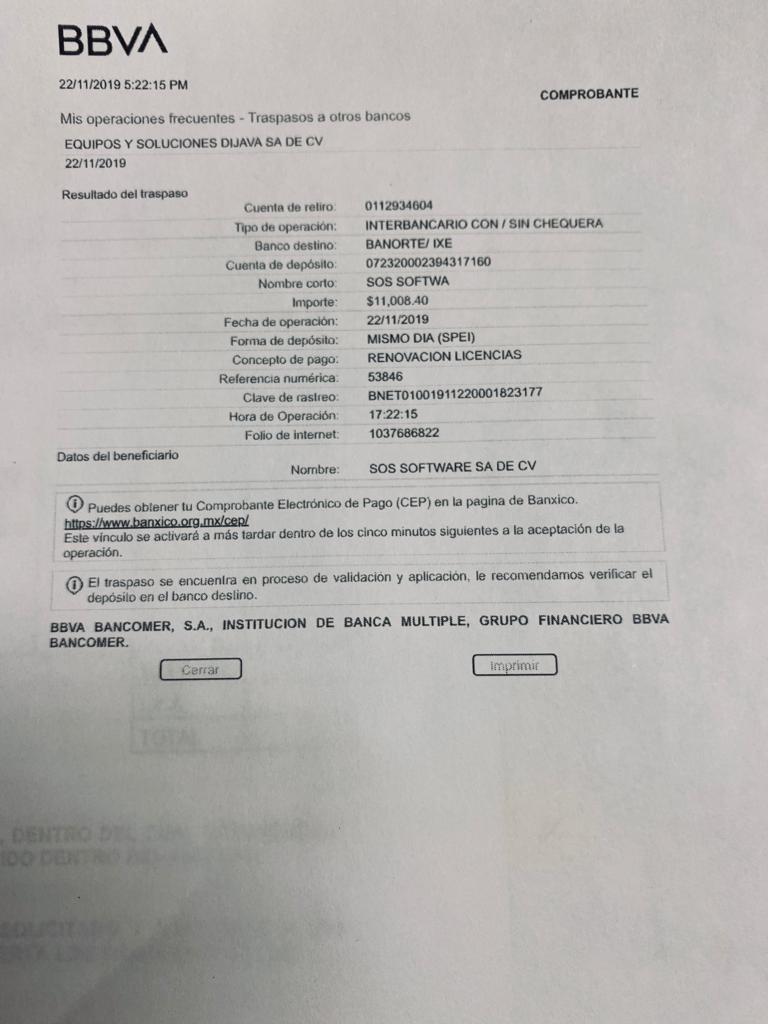 BBVA
22/11/2019 5:22:15 PM
COMPROBANTE
Mis operaciones frecuentes - Traspasos a otros bancos
EQUIPOS Y SOLUCIONES DIJAVA SA DE CV
22/11/2019
Resultado del traspaso
Cuenta de retiro: 0112934604
Tipo de operación: INTERBANCARIO CON / SIN CHEQUERA
Banco destino: BANORTE/ IXE
Cuenta de depósito: 072320002394317160
Nombre corto: SOS SOFTWA
Importe: $11,008.40
Fecha de operación: 22/11/2019
Forma de depósito: MISMO DIA (SPEI)
Concepto de pago: RENOVACION LICENCIAS
Referencia numérica: 53846
Clave de rastreo: BNET01001911220001823177
Hora de Operación: 17:22:15
Folio de internet: 1037686822
Datos del beneficiario
Nombre: SOS SOFTWARE SA DE CV
Puedes obtener tu Comprobante Electrónico de Pago (CEP) en la pagina de Banxico.
https://www.banxico.org.mx/cep/
Este vínculo se activará a más tardar dentro de los cinco minutos siguientes a la aceptación de la
operación.
El traspaso se encuentra en proceso de validación y aplicación, le recomendamos verificar el
depósito en el banco destino.
BBVA BANCOMER, S.A., INSTITUCION DE BANCA MULTIPLE, GRUPO FINANCIERO BBVA
BANCOMER.
Cerrar
Imprimir
TOTAL
, DENTRO DEL
IDO DENTRO